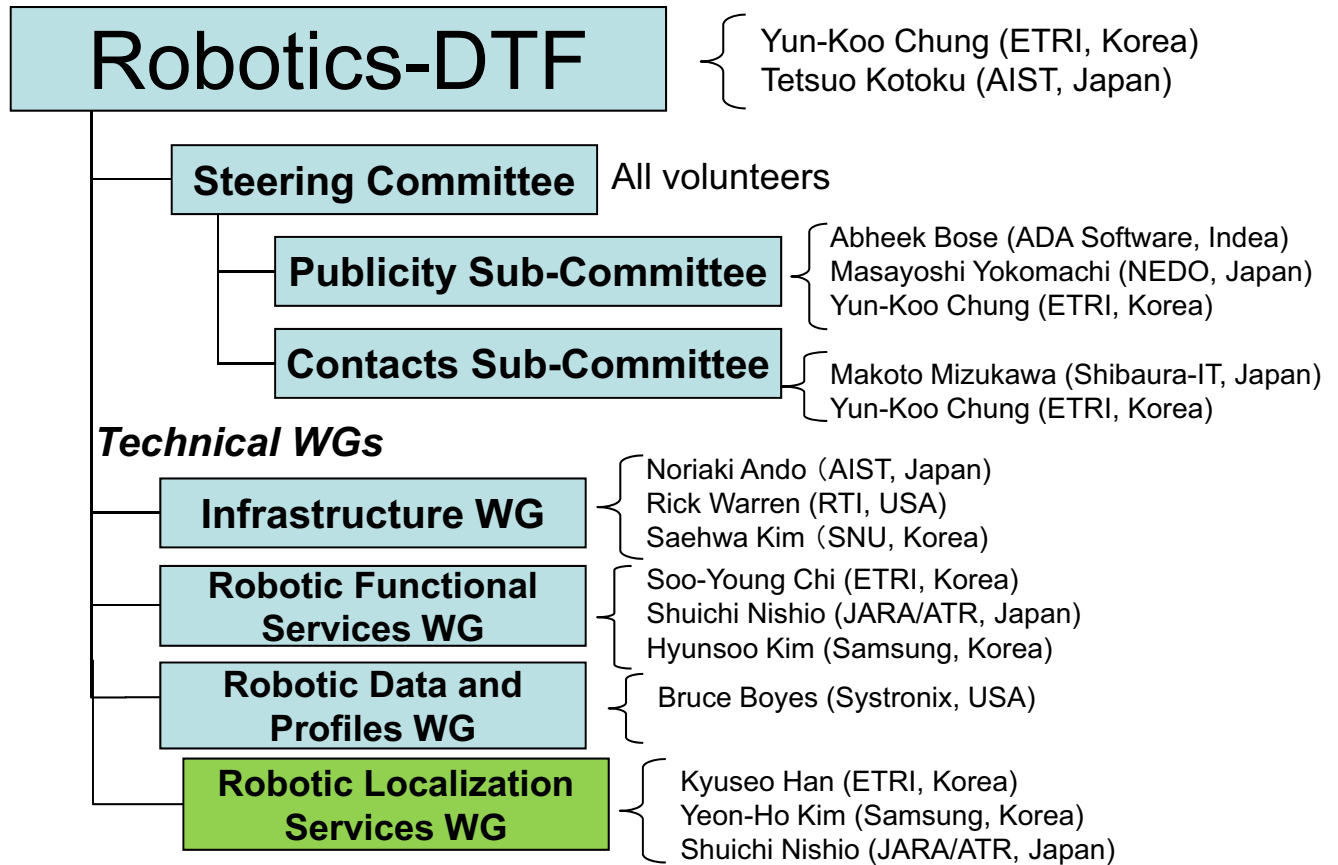 Robotics-DTF
Yun-Koo Chung (ETRI, Korea)
Tetsuo Kotoku (AIST, Japan)
Steering Committee
All volunteers
Publicity Sub-Committee
Abheek Bose (ADA Software, Indea)
Masayoshi Yokomachi (NEDO, Japan)
Yun-Koo Chung (ETRI, Korea)
Contacts Sub-Committee
Makoto Mizukawa (Shibaura-IT, Japan)
Yun-Koo Chung (ETRI, Korea)
Technical WGs
Infrastructure WG
Noriaki Ando（AIST, Japan)
Rick Warren (RTI, USA)
Saehwa Kim（SNU, Korea)
Robotic Functional
Services WG
Soo-Young Chi (ETRI, Korea)
Shuichi Nishio (JARA/ATR, Japan)
Hyunsoo Kim (Samsung, Korea)
Robotic Data and
Profiles WG
Bruce Boyes (Systronix, USA)
Robotic Localization
Services WG
Kyuseo Han (ETRI, Korea)
Yeon-Ho Kim (Samsung, Korea)
Shuichi Nishio (JARA/ATR, Japan)